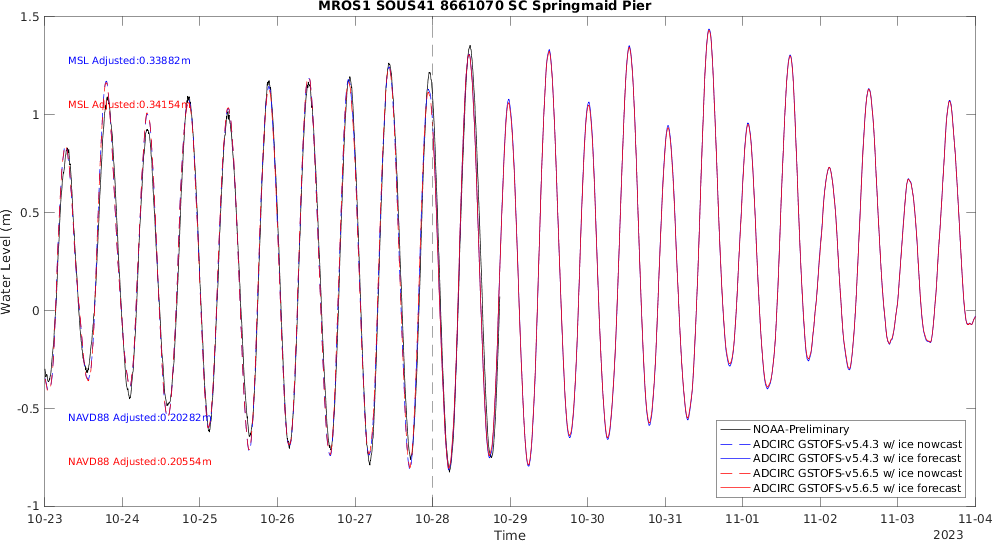 MROS1 SOUS41 8661070 SC Springmaid Pier
1.5
1
0.5
0
-0.5
-1
Water Level (m)
MSL Adjusted:0.33882m
MSL Adjusted:0.34154m
NAVD88 Adjusted:0.20282m
NAVD88 Adjusted:0.20554m
NOAA-Preliminary
ADCIRC GSTOFS-v5.4.3 w/ ice nowcast
ADCIRC GSTOFS-v5.4.3 w/ ice forecast
ADCIRC GSTOFS-v5.6.5 w/ ice nowcast
ADCIRC GSTOFS-v5.6.5 w/ ice forecast
10-23 10-24 10-25 10-26 10-27 10-28 10-29 10-30 10-31 11-01 11-02 11-03 11-04
Time
2023